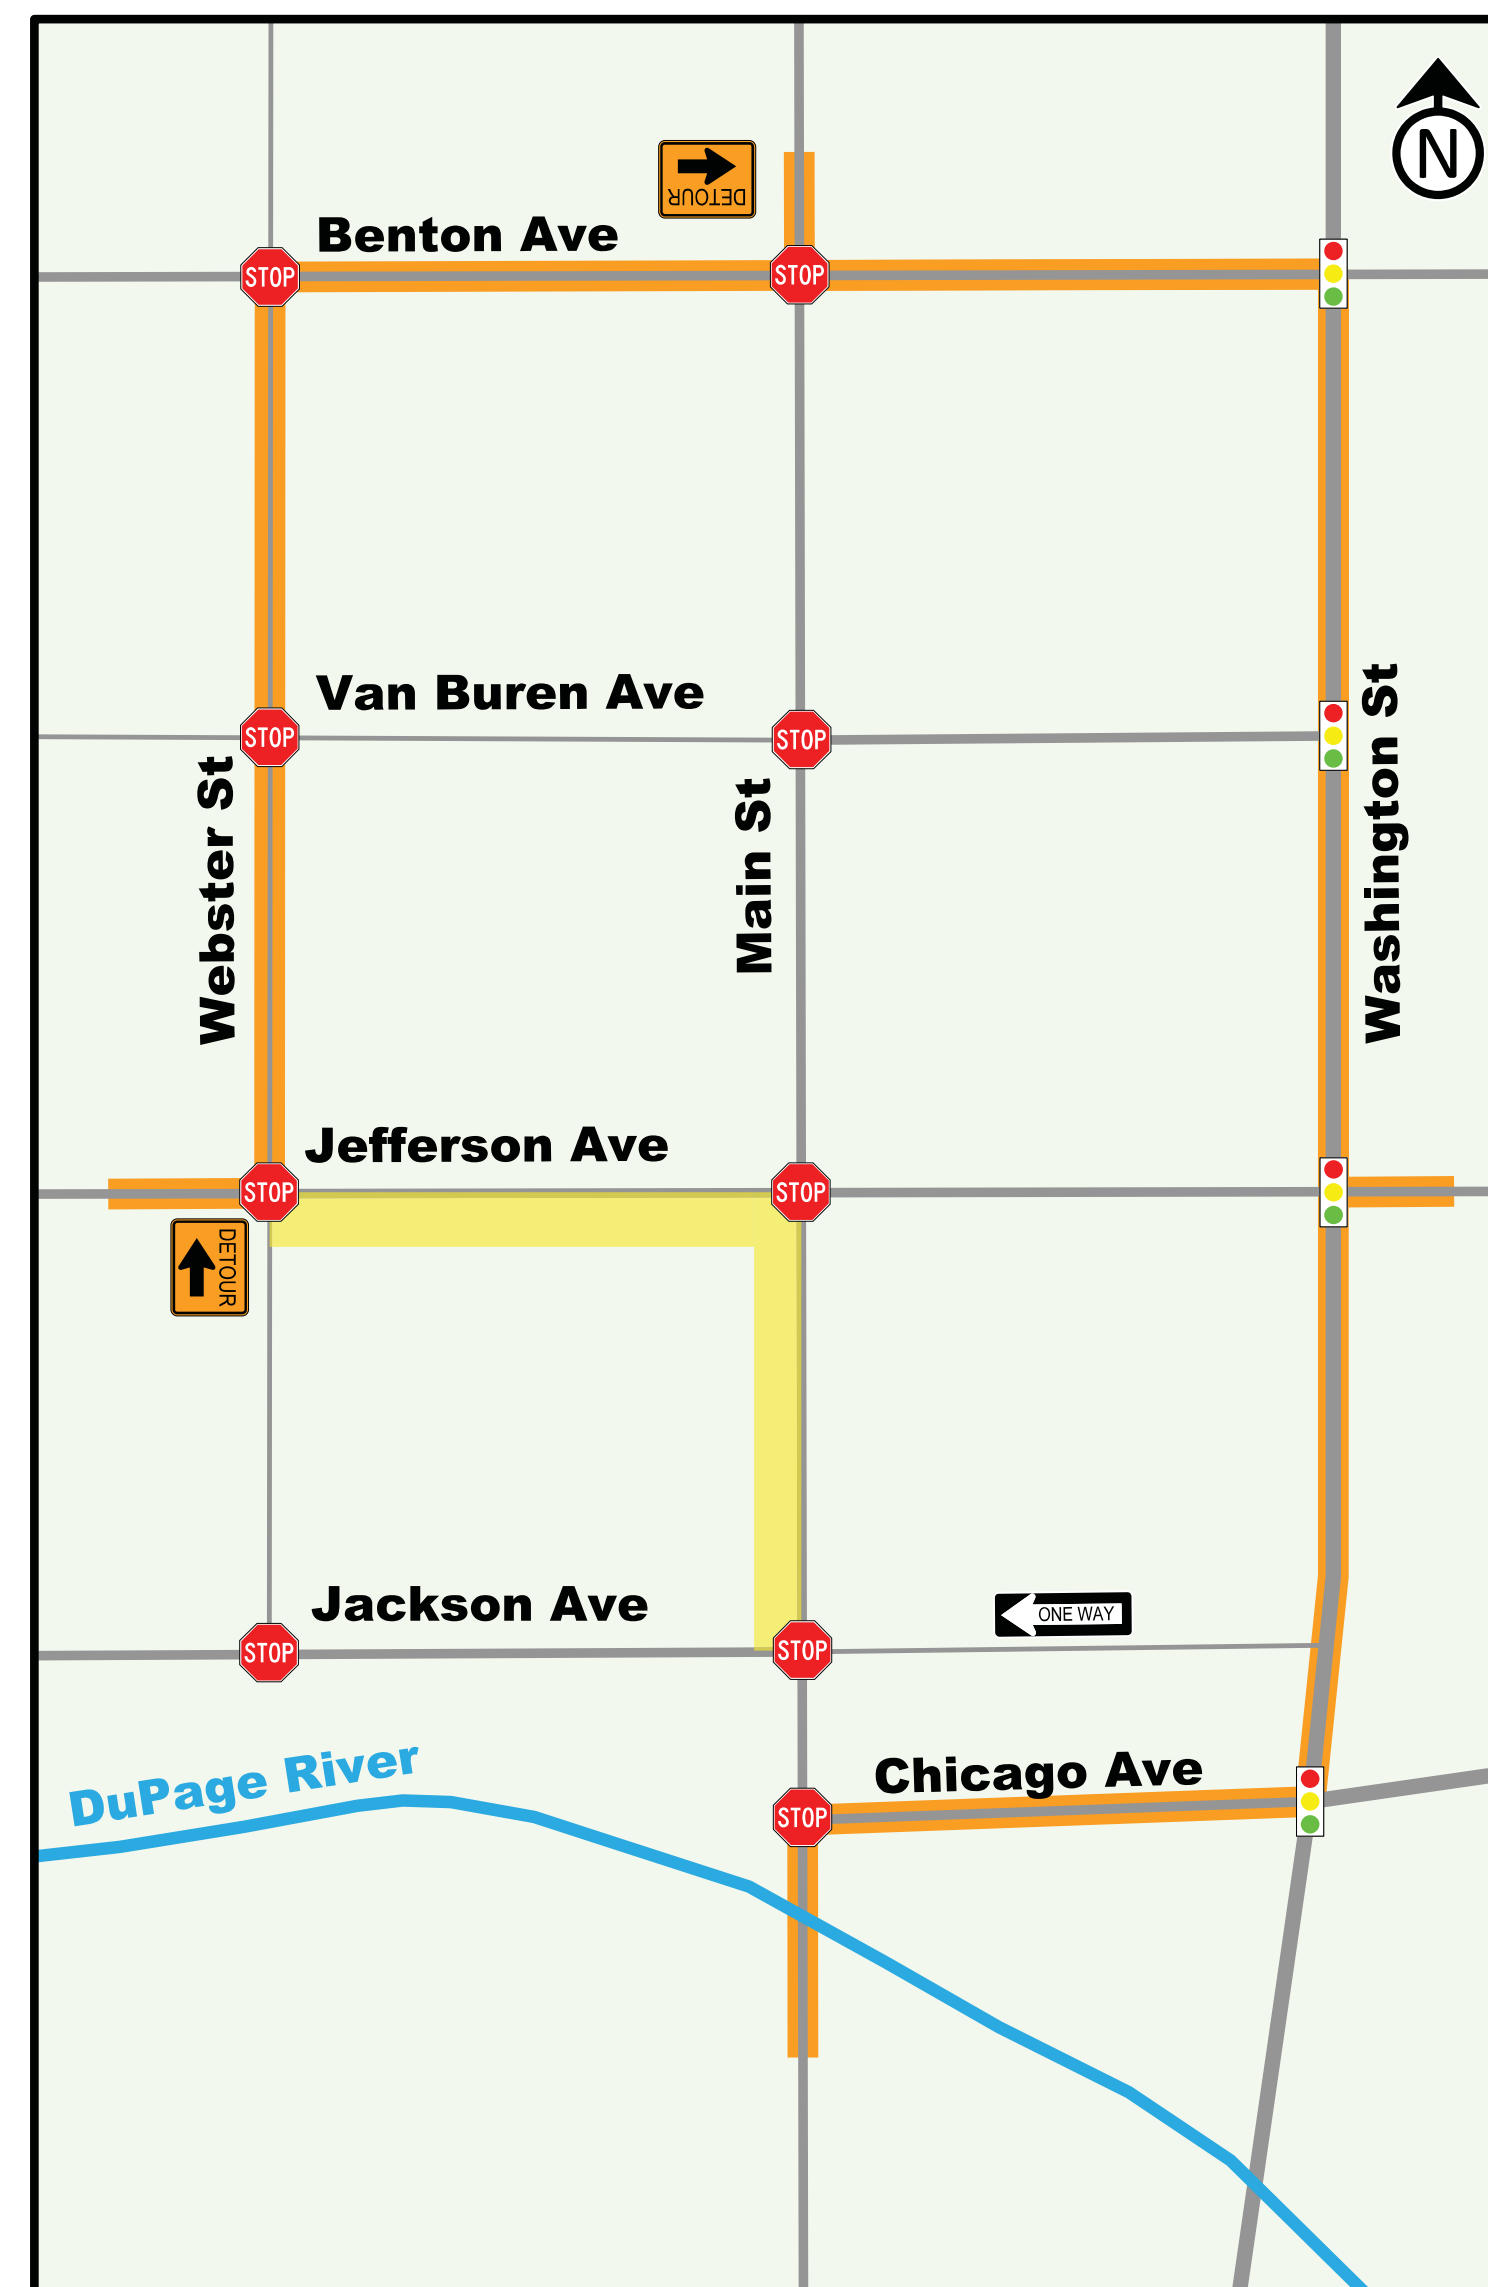 N
DETOUR
Benton Ave
STOP
STOP
Van Buren Ave
STOP
STOP
Washington St
Webster St
Main St
Jefferson Ave
STOP
STOP
DETOUR
Jackson Ave
ONE WAY
STOP
STOP
DuPage River
Chicago Ave
STOP